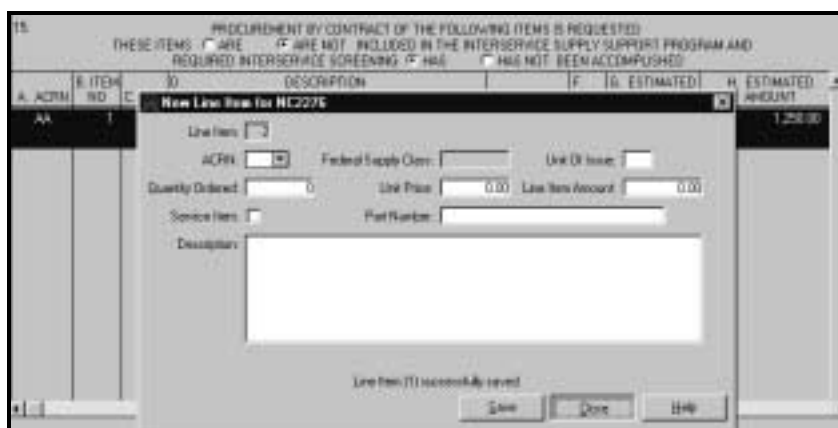 15. PROCUREMENT BY CONTRACT OF THE FOLLOWING ITEMS IS REQUESTED
THESE ITEMS ARE ARE NOT INCLUDED IN THE INTERSERVICE SUPPLY SUPPORT PROGRAM AND
REQUIRED INTERSERVICE SCREENING HAS HAS NOT BEEN ACCOMPLISHED
A. ACRN B. ITEM NO C. D. DESCRIPTION F. G. ESTIMATED H. ESTIMATED AMOUNT
AA 1 1,250.00
New Line Item for NC2276
Line Item: 2
ACRN: Federal Supply Class: Unit Of Issue:
Quantity Ordered: 0 Unit Price: 0.00 Line Item Amount: 0.00
Service Item: Part Number:
Description:
Line Item (1) successfully saved
Save Close Help